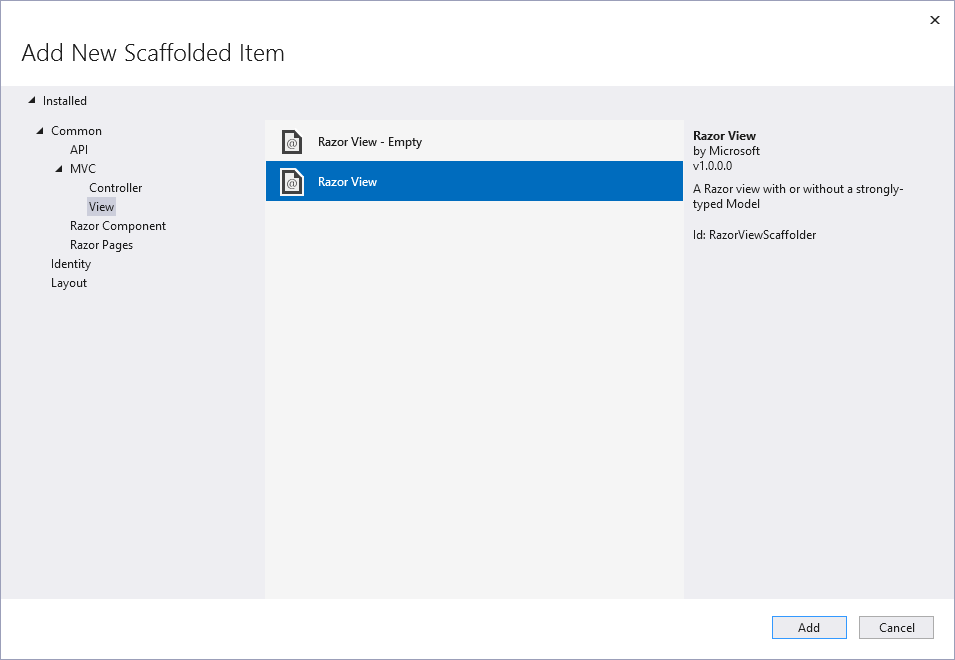 Add New Scaffolded Item
Installed
Common
API
MVC
Controller
View
Razor Component
Razor Pages
Identity
Layout
Razor View - Empty
Razor View
Razor View
by Microsoft
v1.0.0.0
A Razor view with or without a strongly-
typed Model
Id: RazorViewScaffolder
Add
Cancel